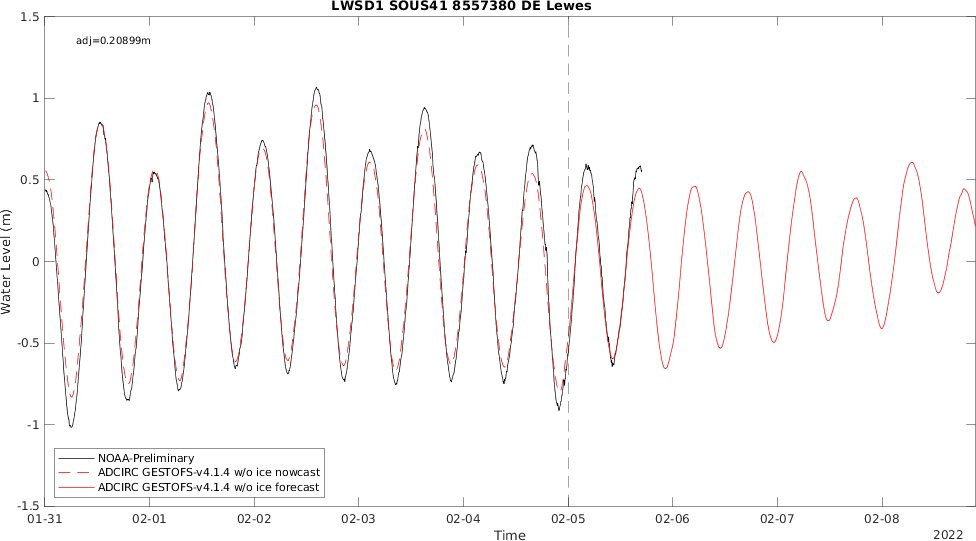 LWSD1 SOUS41 8557380 DE Lewes
adj=0.20899m
1.5
1
0.5
0
-0.5
-1
-1.5
Water Level (m)
NOAA-Preliminary
ADCIRC GESTOFS-v4.1.4 w/o ice nowcast
ADCIRC GESTOFS-v4.1.4 w/o ice forecast
01-31 02-01 02-02 02-03 02-04 02-05 02-06 02-07 02-08
Time
2022